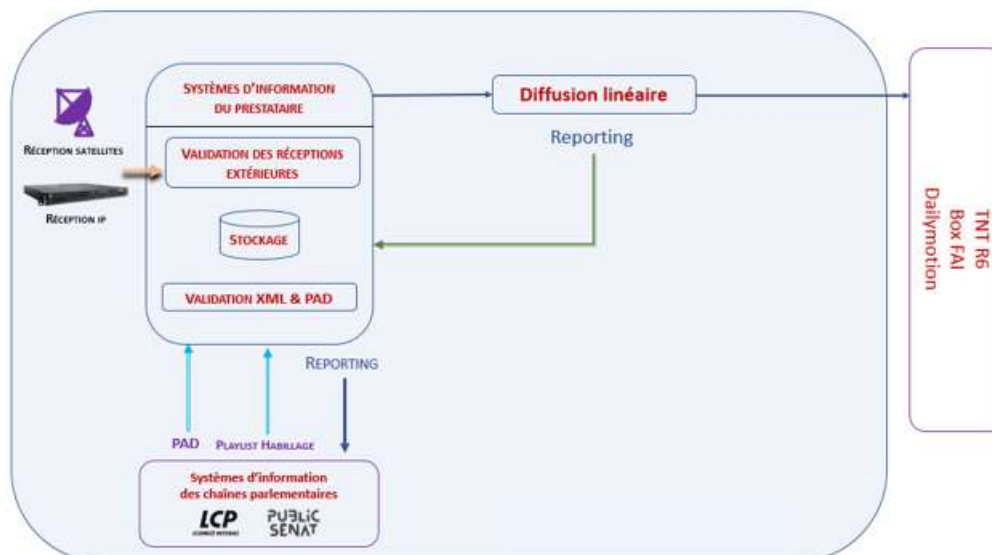 SYSTÈMES D'INFORMATION
DU PRESTATAIRE
Diffusion linéaire
Reporting
RÉCEPTION SATELLITES
VALIDATION DES RÉCEPTIONS
EXTÉRIEURES
RÉCEPTION IP
STOCKAGE
VALIDATION XML & PAD
TNT R6
Box FAI
Dailymotion
REPORTING
PAD
PLAYLIST HABILLAGE
Systèmes d'information
des chaînes parlementaires
LCP
PUBLIC
SENAT